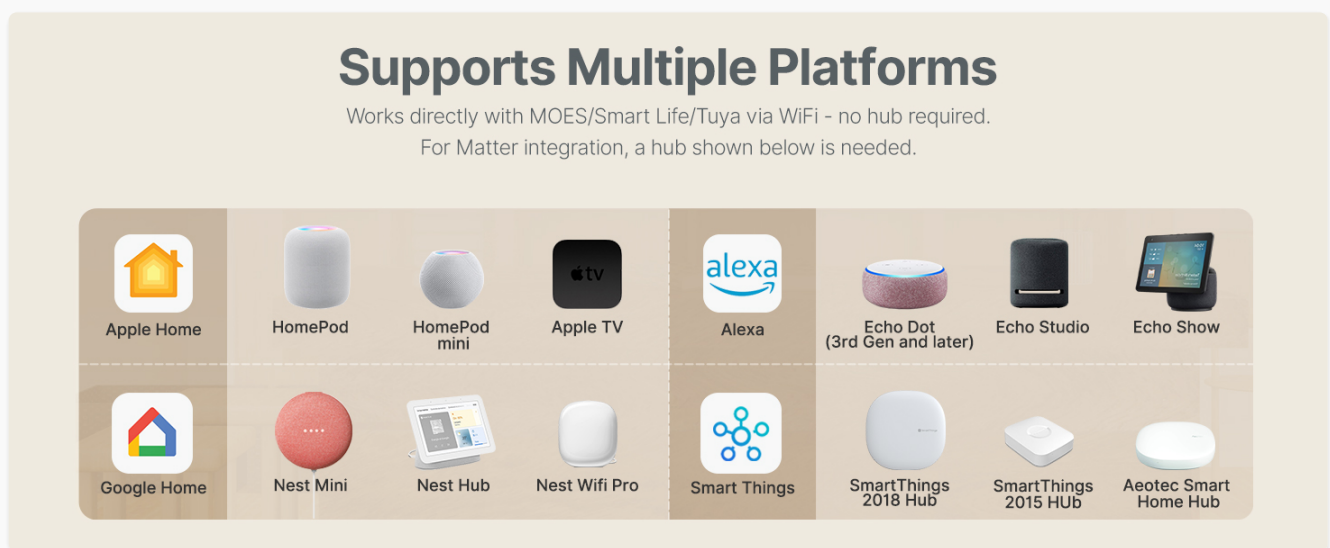 Supports Multiple Platforms
Works directly with MOES/Smart Life/Tuya via WiFi - no hub required.
For Matter integration, a hub shown below is needed.
Apple Home
HomePod
HomePod
mini
tv
Apple TV
alexa
Alexa
Echo Dot
(3rd Gen and later)
Echo Studio
Echo Show
Google Home
Nest Mini
Nest Hub
Nest Wifi Pro
Smart Things
SmartThings
2018 Hub
SmartThings
2015 HUb
Aeotec Smart
Home Hub